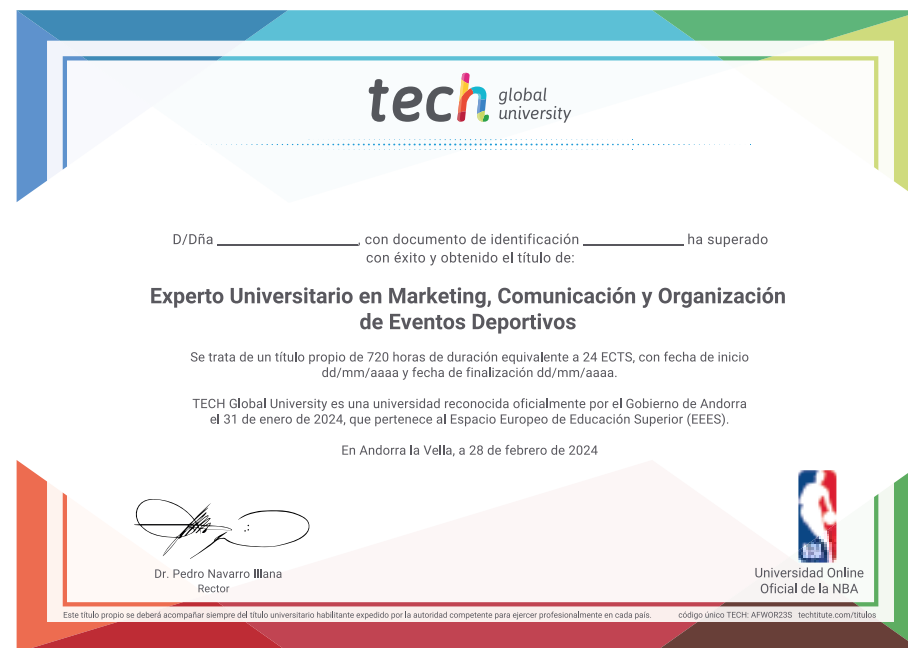 tech global university
D/Dña ________________, con documento de identificación ____________ ha superado
con éxito y obtenido el título de:
Experto Universitario en Marketing, Comunicación y Organización
de Eventos Deportivos
Se trata de un título propio de 720 horas de duración equivalente a 24 ECTS, con fecha de inicio
dd/mm/aaaa y fecha de finalización dd/mm/aaaa.
TECH Global University es una universidad reconocida oficialmente por el Gobierno de Andorra
el 31 de enero de 2024, que pertenece al Espacio Europeo de Educación Superior (EEES).
En Andorra la Vella, a 28 de febrero de 2024
Dr. Pedro Navarro Illana
Rector
NBA
Universidad Online
Oficial de la NBA
Este título propio se deberá acompañar siempre del título universitario habilitante expedido por la autoridad competente para ejercer profesionalmente en cada país.
código único TECH: AFWOR23S techtitute.com/titulos